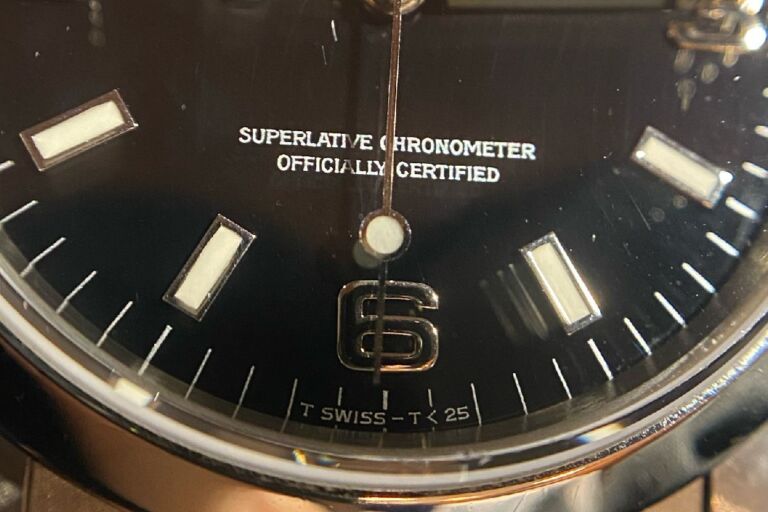 SUPERLATIVE CHRONOMETER
OFFICIALLY CERTIFIED
6
T SWISS - T < 25